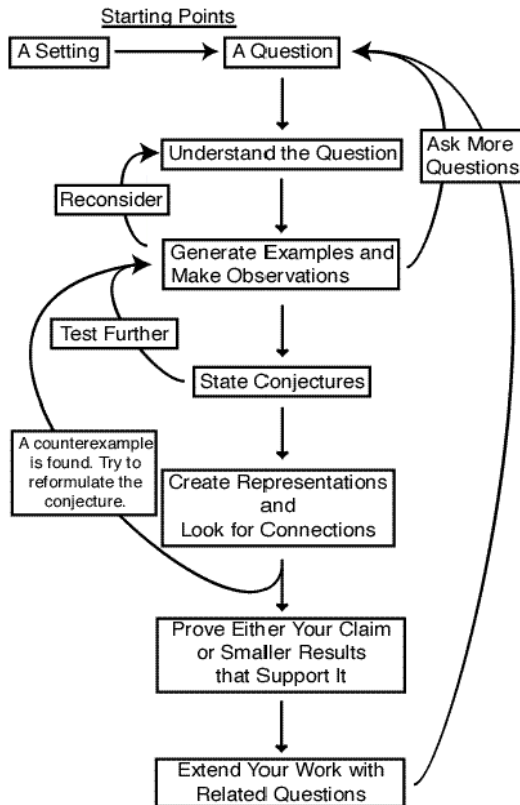 Starting Points
A Setting
A Question
Understand the Question
Ask More
Questions
Reconsider
Generate Examples and
Make Observations
Test Further
State Conjectures
A counterexample
is found. Try to
reformulate the
conjecture.
Create Representations
and
Look for Connections
Prove Either Your Claim
or Smaller Results
that Support It
Extend Your Work with
Related Questions